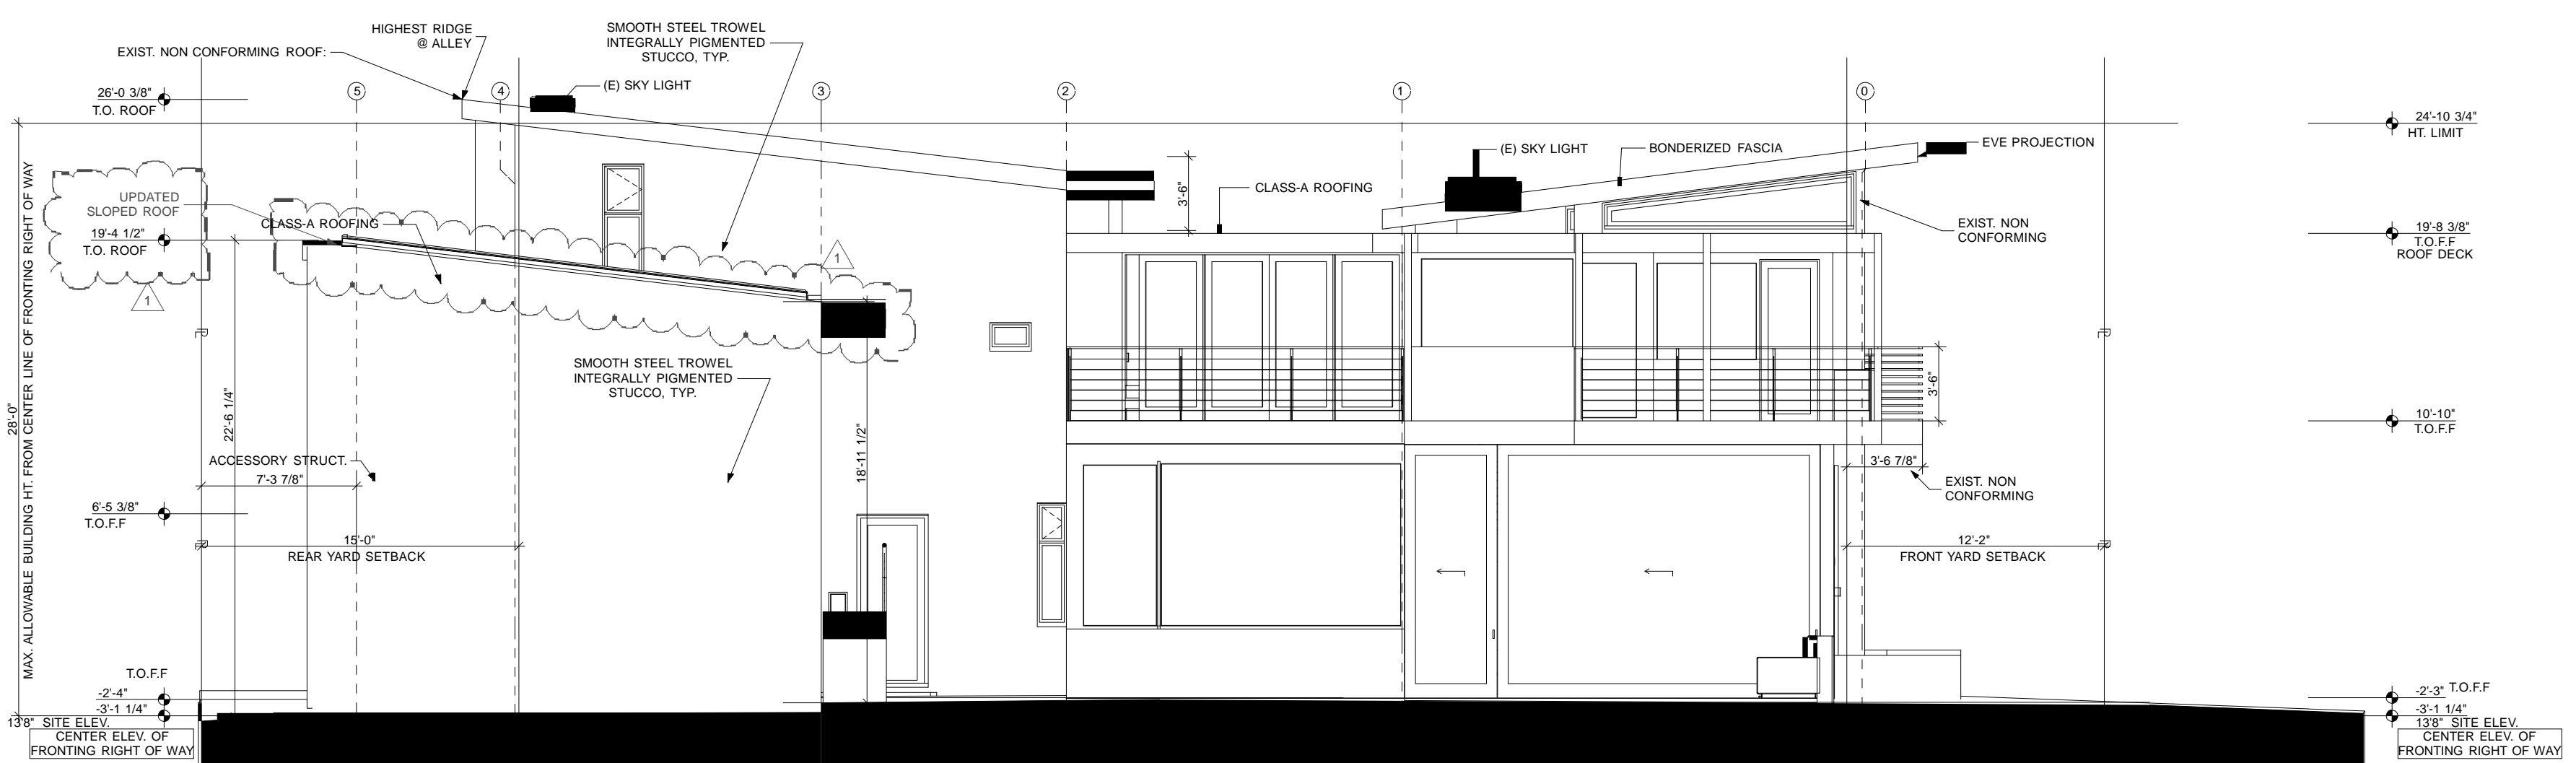 HIGHEST RIDGE
@ ALLEY
EXIST. NON CONFORMING ROOF:
SMOOTH STEEL TROWEL
INTEGRALLY PIGMENTED
STUCCO, TYP.
(E) SKY LIGHT
26'-0 3/8"
T.O. ROOF
5
4
3
2
1
0
24'-10 3/4"
HT. LIMIT
EVE PROJECTION
BONDERIZED FASCIA
(E) SKY LIGHT
CLASS-A ROOFING
3'-6"
UPDATED
SLOPED ROOF
CLASS-A ROOFING
19'-4 1/2"
T.O. ROOF
1
1
EXIST. NON
CONFORMING
19'-8 3/8"
T.O.F.F
ROOF DECK
SMOOTH STEEL TROWEL
INTEGRALLY PIGMENTED
STUCCO, TYP.
28'-0"
MAX. ALLOWABLE BUILDING HT. FROM CENTER LINE OF FRONTING RIGHT OF WAY
22'-6 1/4"
18'-11 1/2"
3'-6"
10'-10"
T.O.F.F
ACCESSORY STRUCT.
7'-3 7/8"
3'-6 7/8"
EXIST. NON
CONFORMING
6'-5 3/8"
T.O.F.F
15'-0"
REAR YARD SETBACK
12'-2"
FRONT YARD SETBACK
T.O.F.F
-2'-4"
-3'-1 1/4"
13'8" SITE ELEV.
CENTER ELEV. OF
FRONTING RIGHT OF WAY
-2'-3" T.O.F.F
-3'-1 1/4"
13'8" SITE ELEV.
CENTER ELEV. OF
FRONTING RIGHT OF WAY